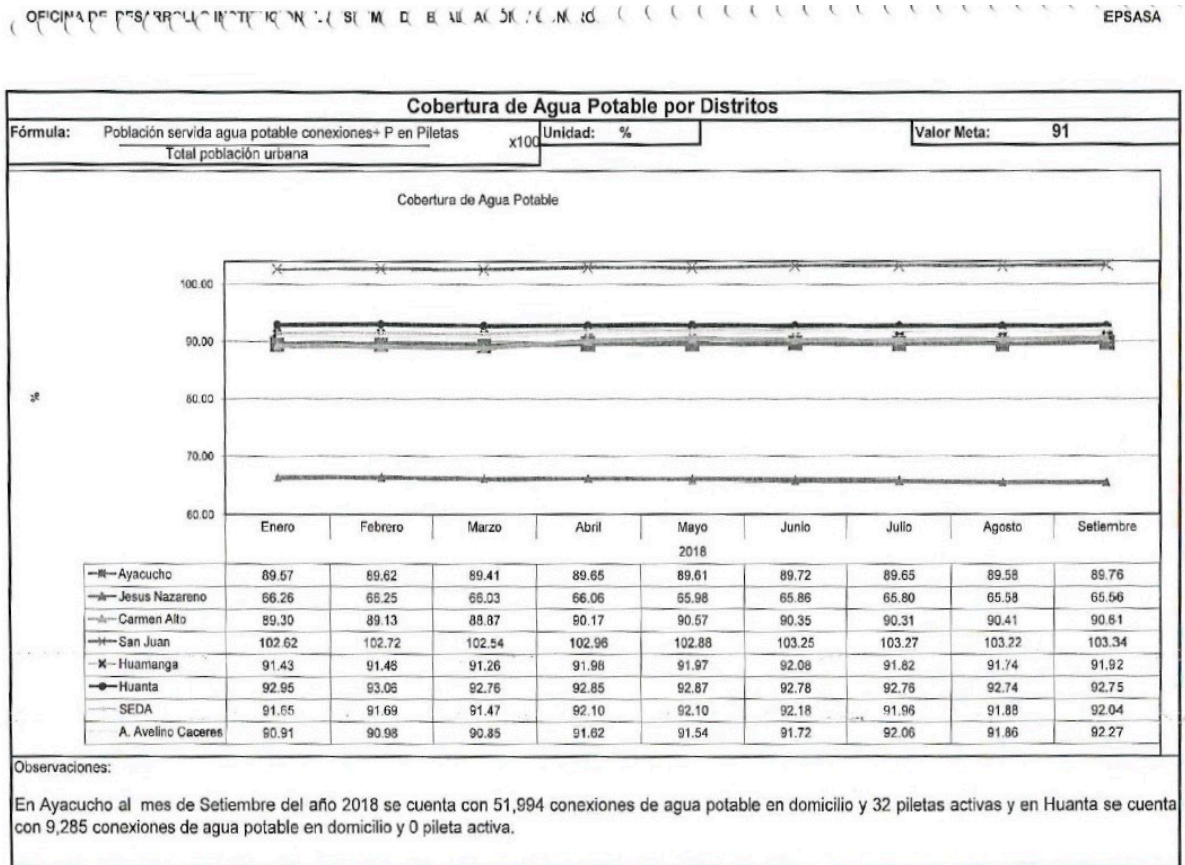 OFICINA DE DESARROLLO
EPSASA
Cobertura de Agua Potable por Distritos
Fórmula: Población servida agua potable conexiones+ P en Piletas x100 Unidad: % Valor Meta: 91
Total población urbana
Cobertura de Agua Potable
100.00
90.00
%
80.00
70.00
60.00
Enero Febrero Marzo Abril Mayo Junio Julio Agosto Setiembre
2018
Ayacucho 89.57 89.62 89.41 89.65 89.61 89.72 89.65 89.58 89.76
Jesus Nazareno 66.26 66.25 66.03 66.06 65.98 65.86 65.80 65.58 65.56
Carmen Alto 89.30 89.13 88.87 90.17 90.57 90.35 90.31 90.41 90.61
San Juan 102.62 102.72 102.54 102.96 102.88 103.25 103.27 103.22 103.34
Huamanga 91.43 91.48 91.26 91.98 91.97 92.08 91.82 91.74 91.92
Huanta 92.95 93.06 92.76 92.85 92.87 92.78 92.76 92.74 92.75
SEDA 91.65 91.69 91.47 92.10 92.10 92.18 91.96 91.88 92.04
A. Avelino Caceres 90.91 90.98 90.85 91.62 91.54 91.72 92.06 91.86 92.27
Observaciones:
En Ayacucho al mes de Setiembre del año 2018 se cuenta con 51,994 conexiones de agua potable en domicilio y 32 piletas activas y en Huanta se cuenta
con 9,285 conexiones de agua potable en domicilio y 0 pileta activa.